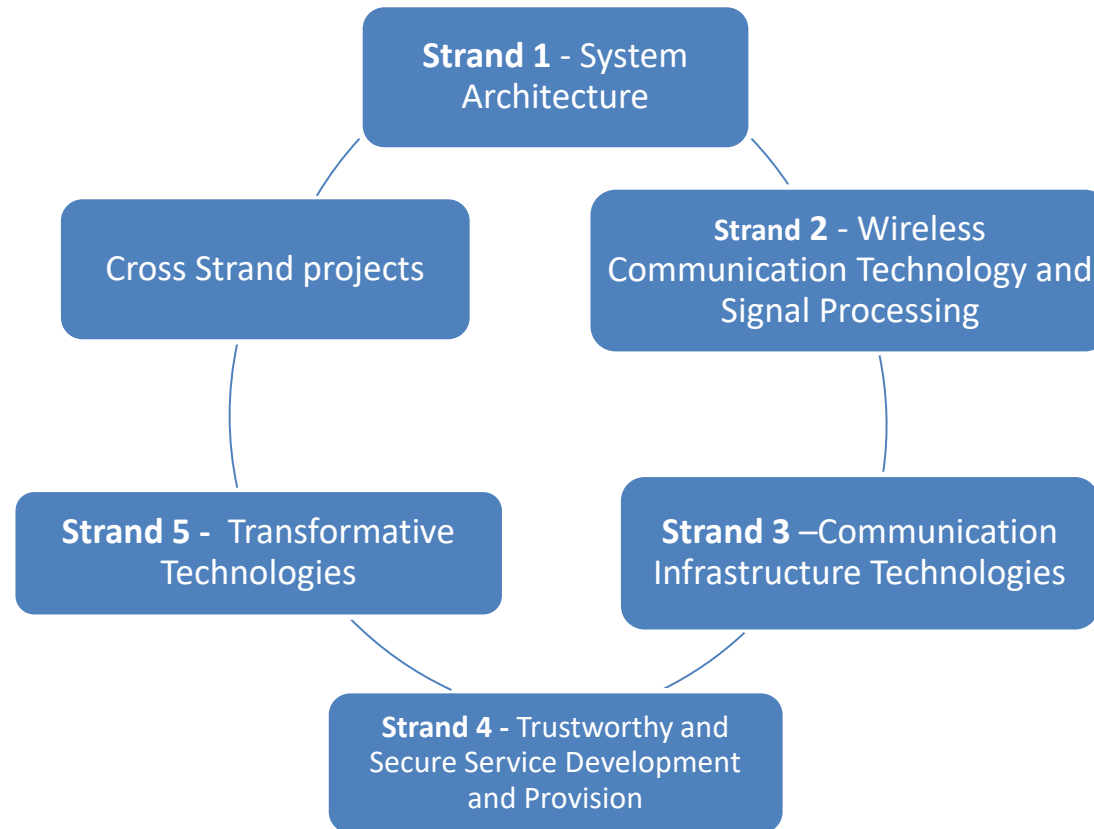 Strand 1 - System
Architecture
Strand 2 - Wireless
Communication Technology and
Signal Processing
Strand 3 –Communication
Infrastructure Technologies
Strand 4 - Trustworthy and
Secure Service Development
and Provision
Strand 5 - Transformative
Technologies
Cross Strand projects